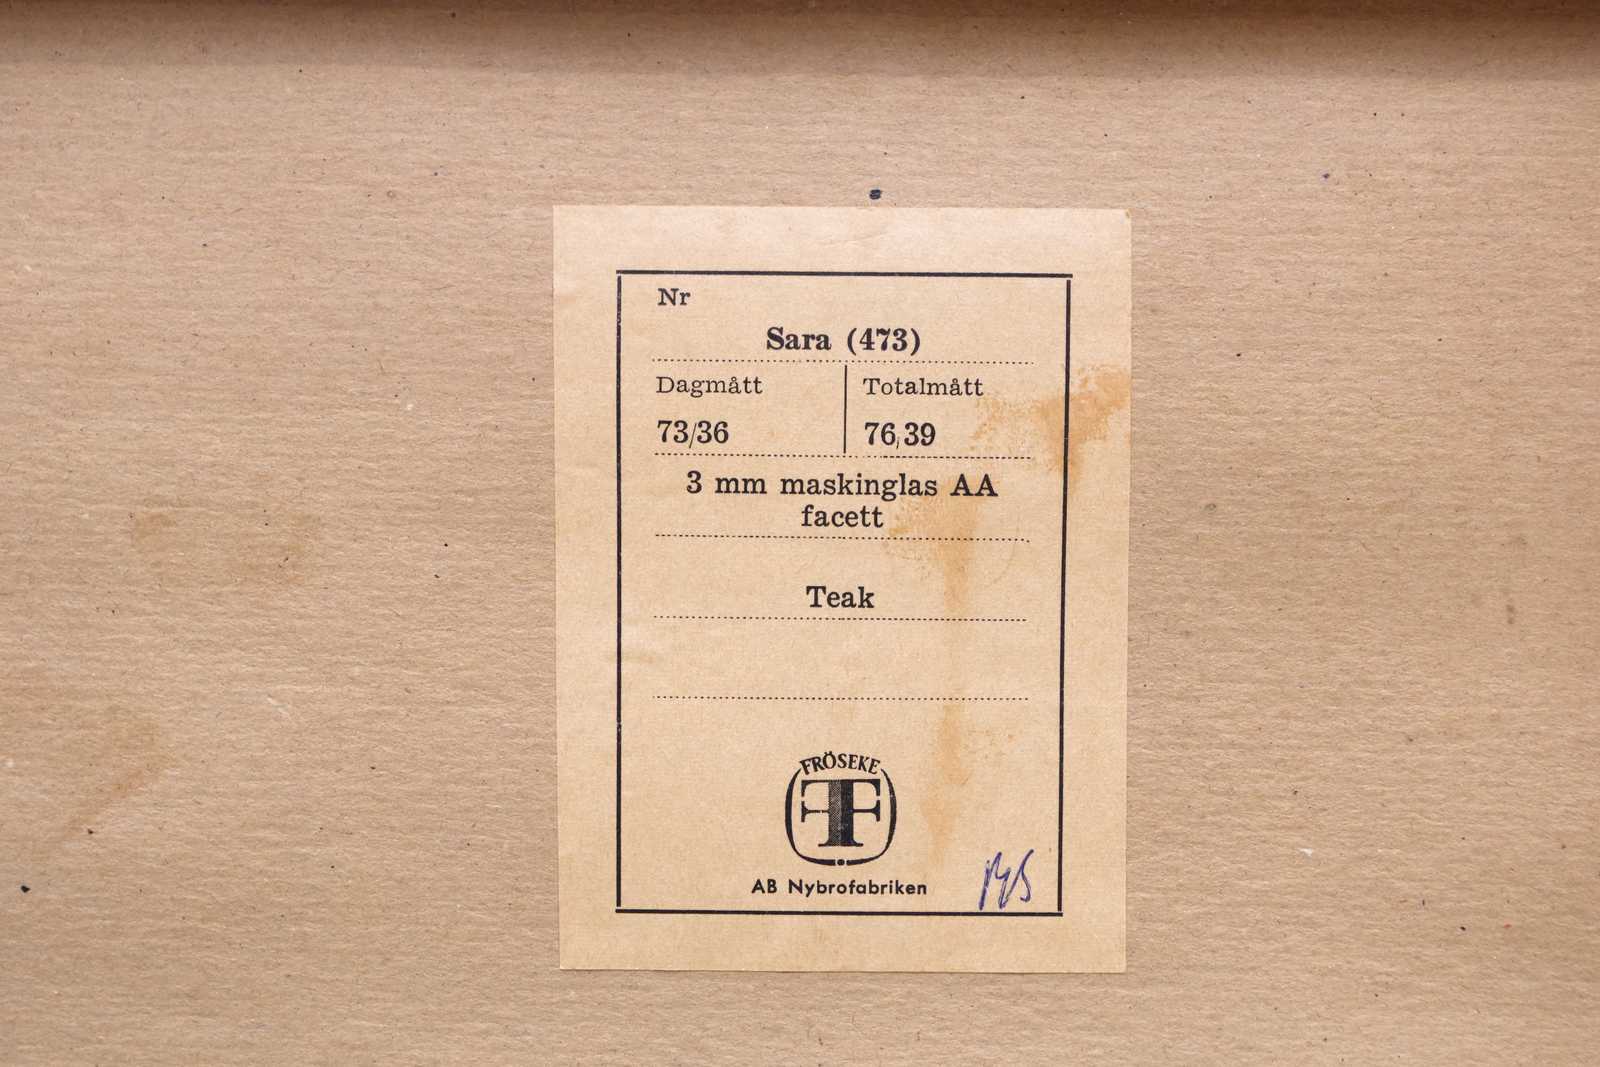 Nr
Sara (473)
Dagmått Totalmått
73/36 76/39
3 mm maskinglas AA
facett
Teak
FRÖSEKE
AB Nybrofabriken